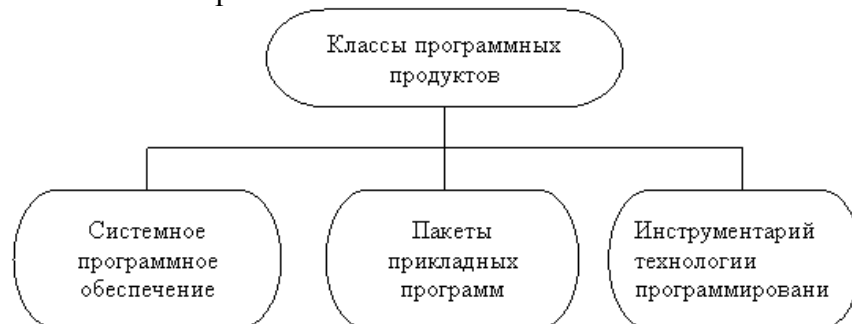 Классы программных
продуктов
Системное
программное
обеспечение
Пакеты
прикладных
программ
Инструментарий
технологии
программировани